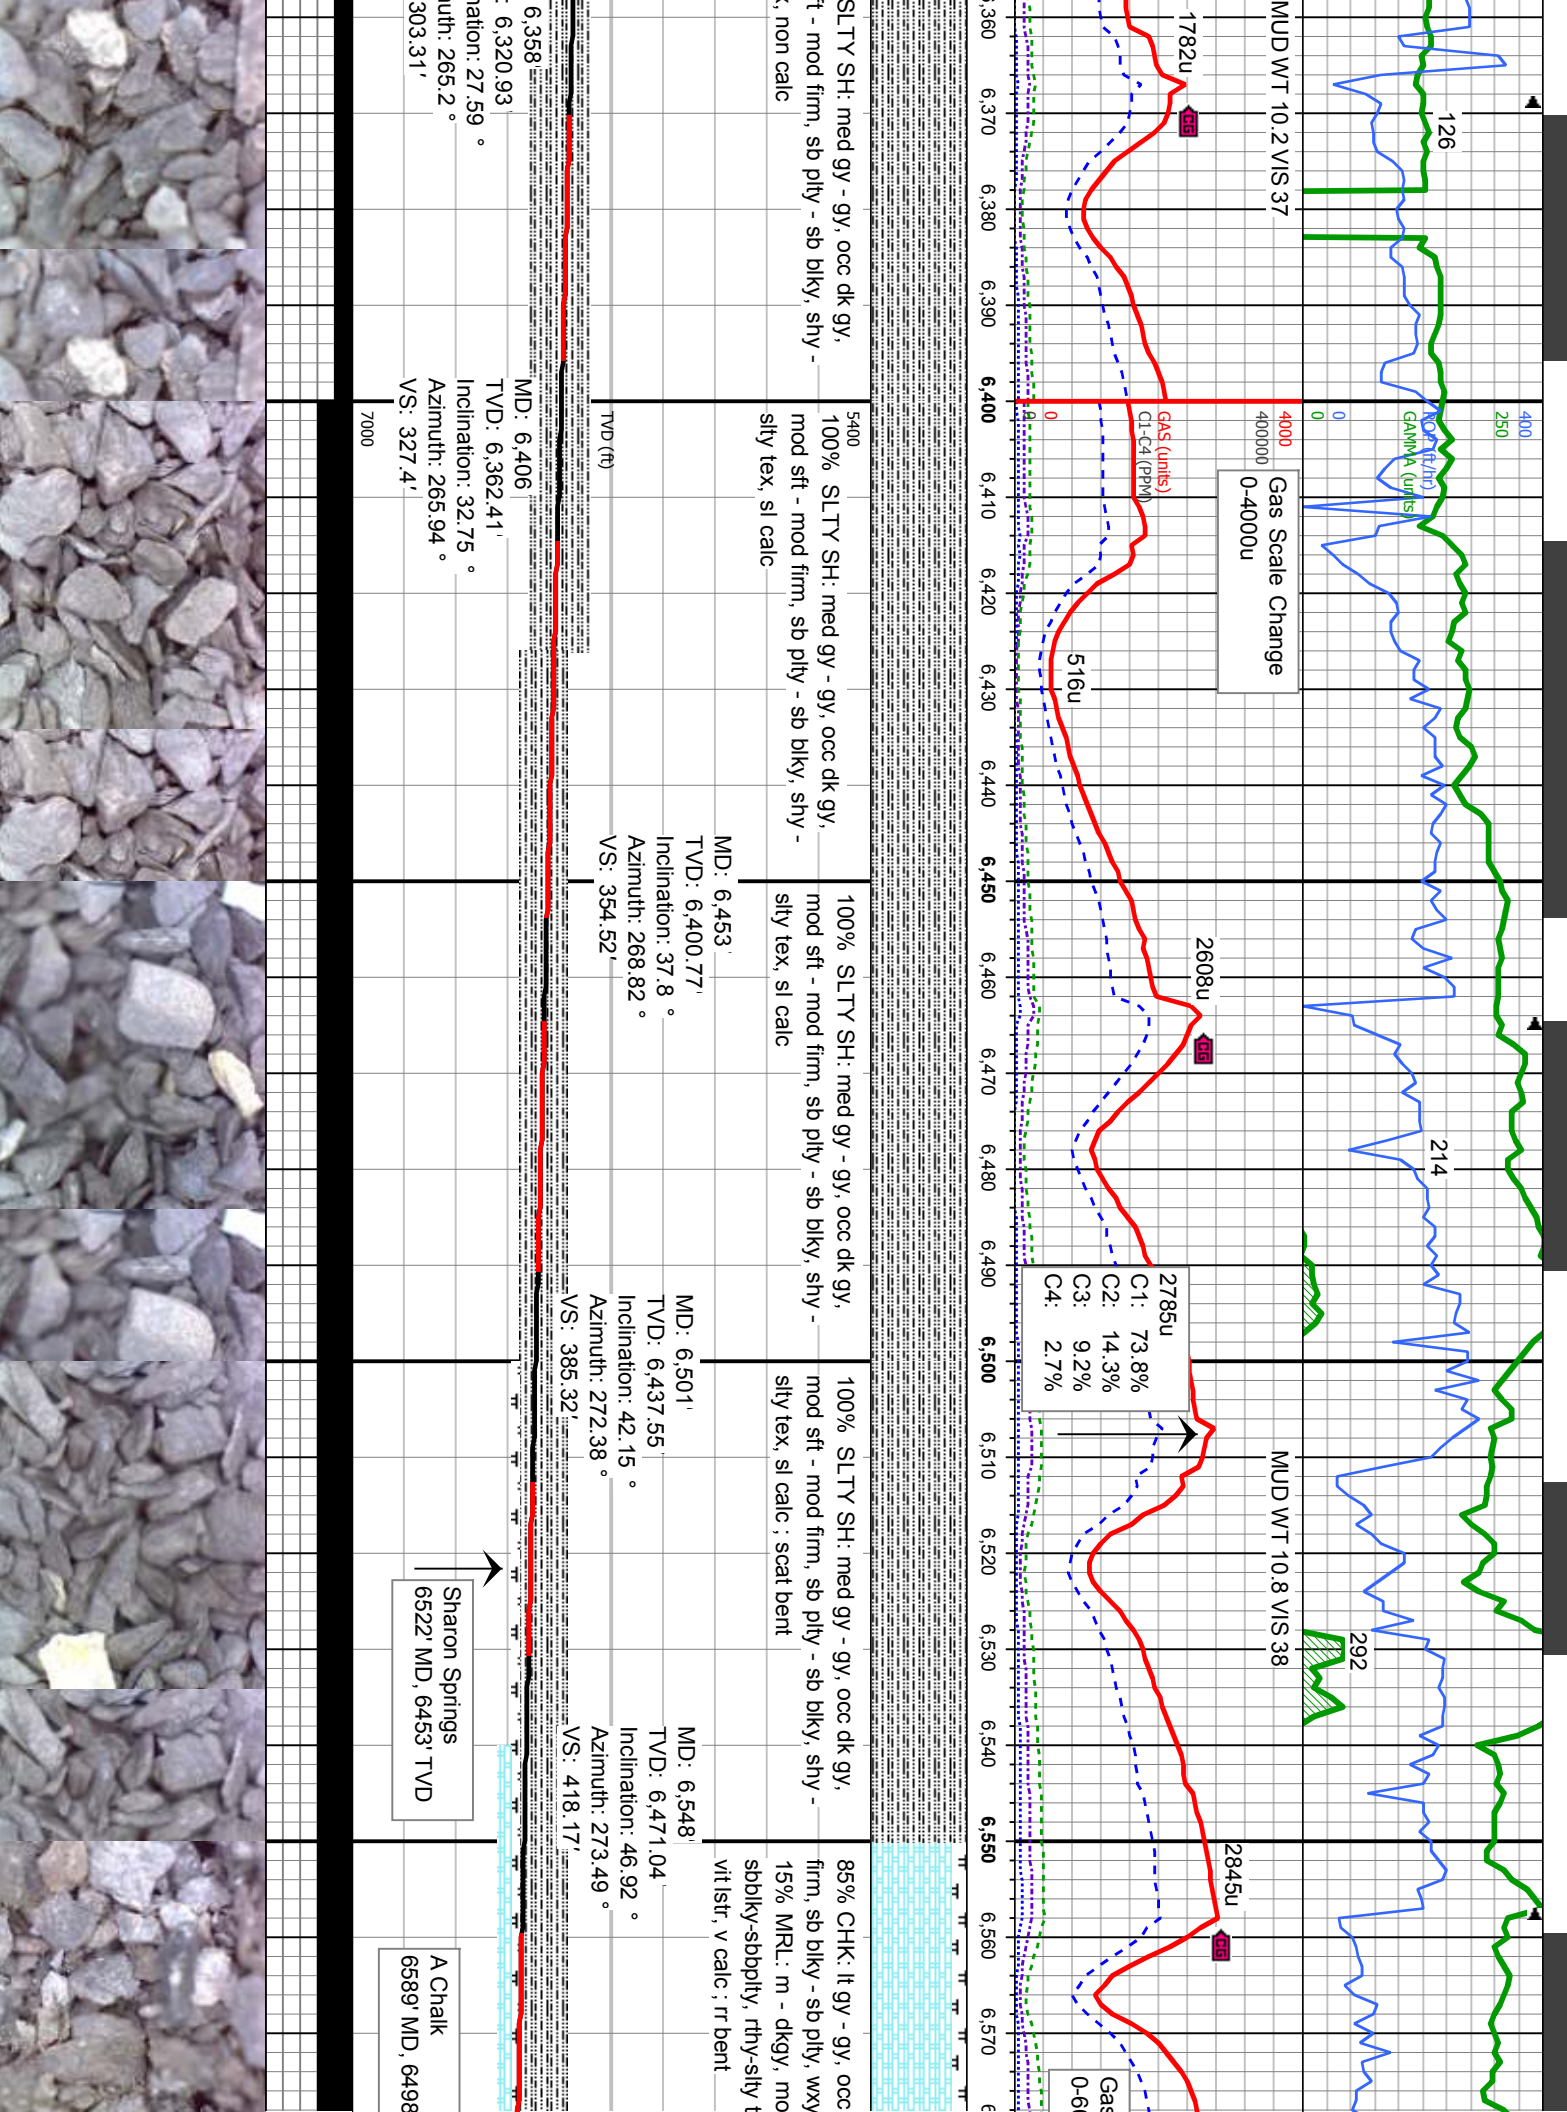 MUD WT 10.2 VIS 37
126
1782u
CG
6,360
6,370
6,380
6,390
6,400
6,410
6,420
6,430
6,440
6,450
6,460
6,470
6,480
6,490
6,500
6,510
6,520
6,530
6,540
6,550
6,560
6,570
400
250
0
0
ROP (ft/hr)
GAMMA (units)
4000
40000
GAS (units)
C1-C4 (PPM)
0
0
Gas Scale Change
0-4000u
516u
2608u
CG
214
2785u
C1: 73.8%
C2: 14.3%
C3: 9.2%
C4: 2.7%
MUD WT 10.8 VIS 38
292
2845u
CG
Gas
SLTY SH: med gy - gy, occ dk gy,
ft - mod firm, sb plty - sb blky, shy -
, non calc
100% SLTY SH: med gy - gy, occ dk gy,
mod sft - mod firm, sb plty - sb blky, shy -
slty tex, sl calc
100% SLTY SH: med gy - gy, occ dk gy,
mod sft - mod firm, sb plty - sb blky, shy -
slty tex, sl calc
100% SLTY SH: med gy - gy, occ dk gy,
mod sft - mod firm, sb plty - sb blky, shy -
slty tex, sl calc ; scat bent
85% CHK: lt gy - gy, occ
firm, sb blky - sb plty, wxy
15% MRL: m - dkgy, mo
sbblky-sbbplty, rthy-slty t
vit lstr, v calc ; rr bent
5400
TVD (ft)
7000
6,358'
: 6,320.93'
nation: 27.59 °
uth: 265.2 °
303.31'
MD: 6,406'
TVD: 6,362.41'
Inclination: 32.75 °
Azimuth: 265.94 °
VS: 327.4'
MD: 6,453'
TVD: 6,400.77'
Inclination: 37.8 °
Azimuth: 268.82 °
VS: 354.52'
MD: 6,501'
TVD: 6,437.55'
Inclination: 42.15 °
Azimuth: 272.38 °
VS: 385.32'
MD: 6,548'
TVD: 6,471.04'
Inclination: 46.92 °
Azimuth: 273.49 °
VS: 418.17'
Sharon Springs
6522' MD, 6453' TVD
A Chalk
6589' MD, 6498